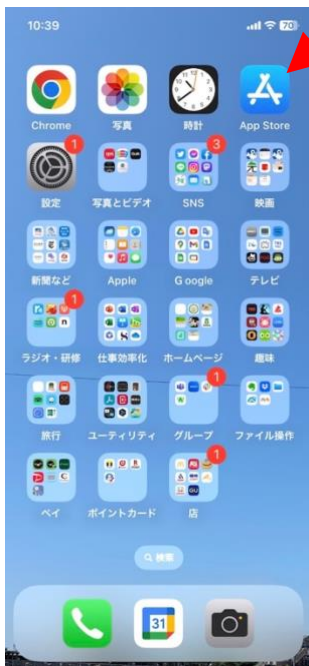 10:39 70
Chrome 写真 時計 App Store
1 3
設定 写真とビデオ SNS 映画
新聞など Apple Google テレビ
1
ラジオ・研修 仕事効率化 ホームページ 趣味
1
旅行 ユーティリティ グループ ファイル操作
1
ペイ ポイントカード 店
検索
31